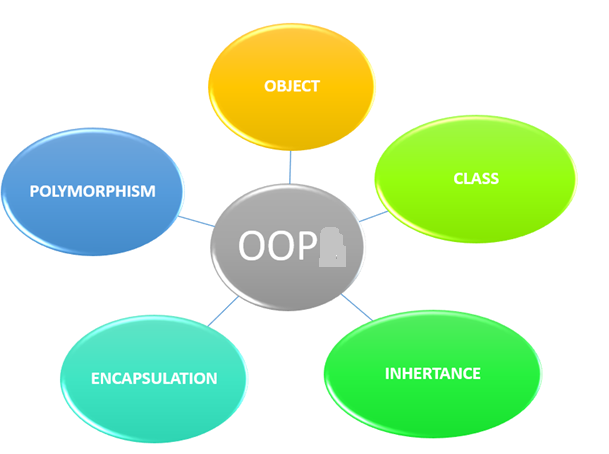 OBJECT
CLASS
POLYMORPHISM
OOP
ENCAPSULATION
INHERTANCE